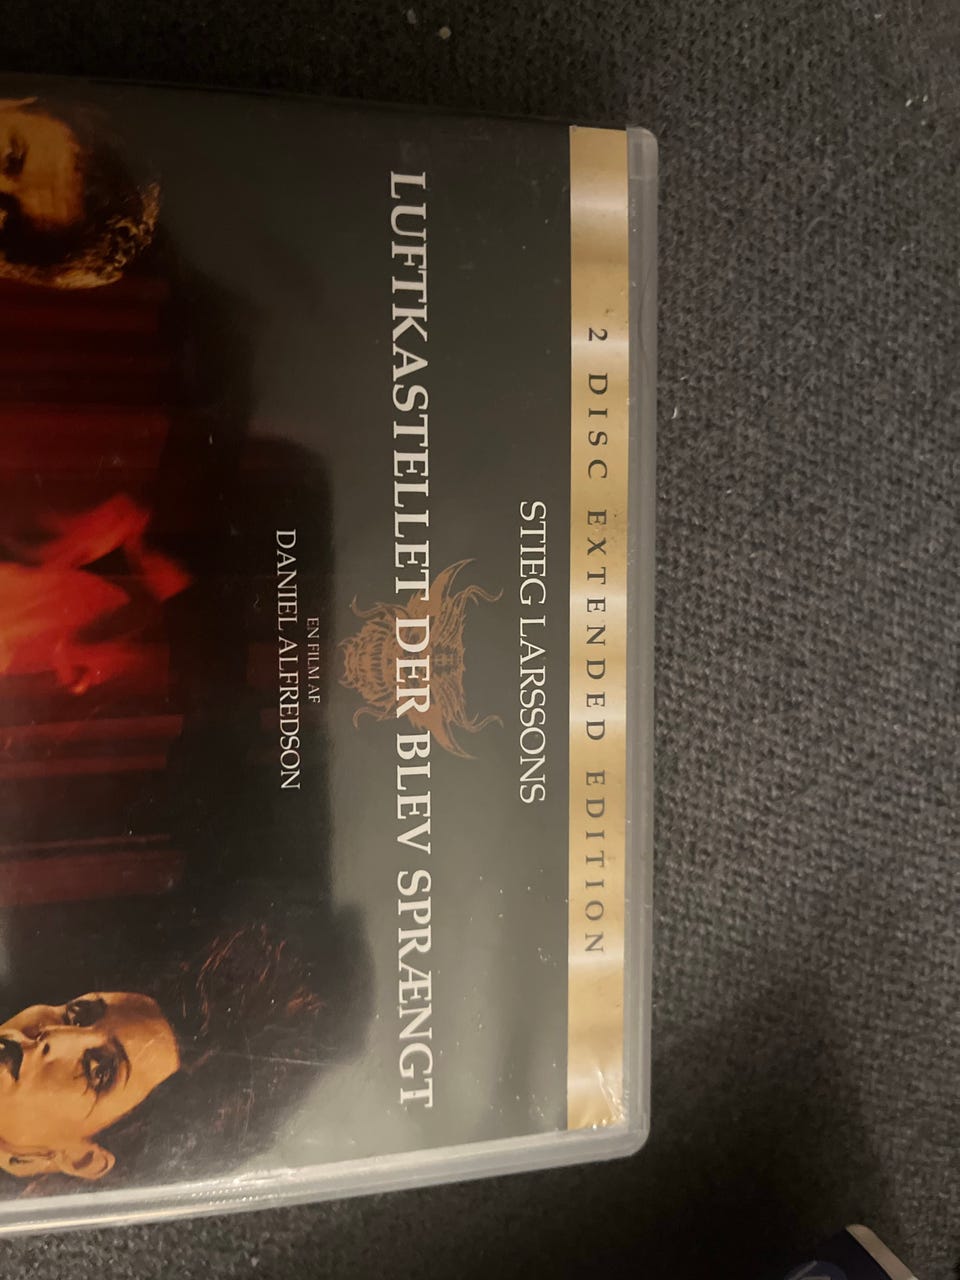 2 DISC EXTENDED EDITION
STIEG LARSSONS
LUFTKASTELLET DER BLEV SPRÆNGT
EN FILM AF
DANIEL ALFREDSON